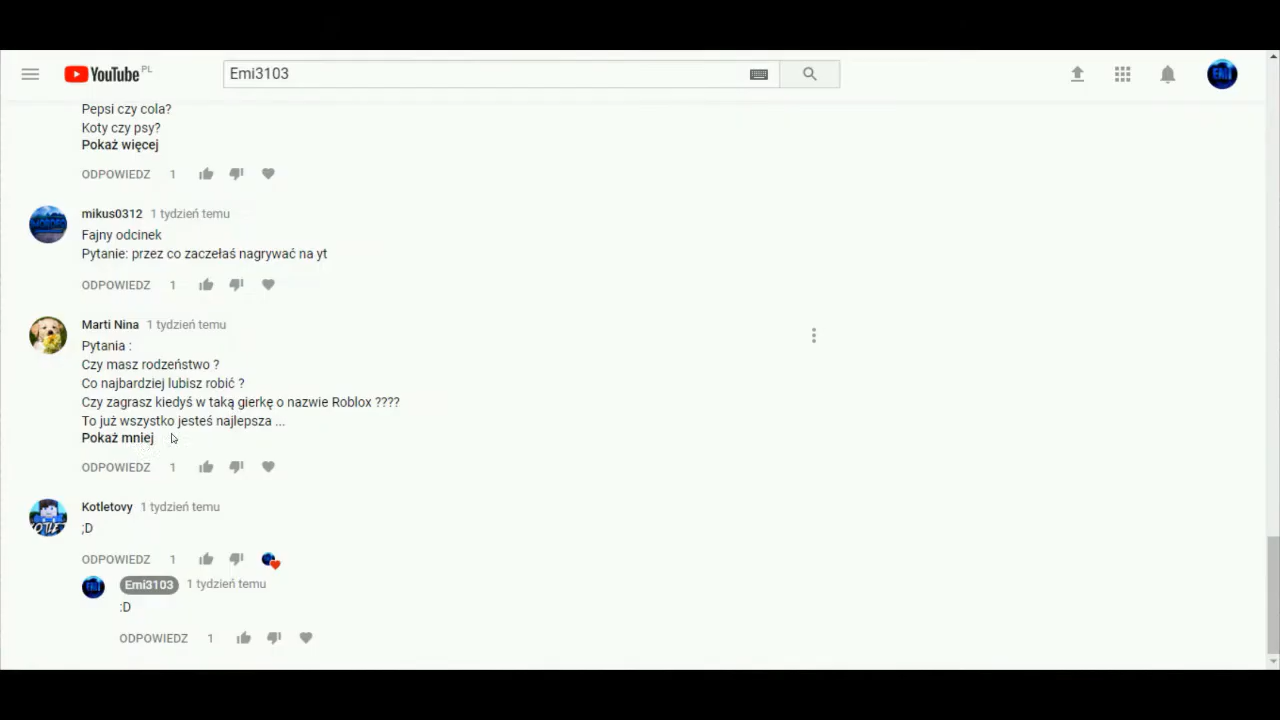 YouTube PL
Emi3103
EMI
Pepsi czy cola?
Koty czy psy?
Pokaż więcej
ODPOWIEDZ 1
mikus0312 1 tydzień temu
Fajny odcinek
Pytanie: przez co zaczełaś nagrywać na yt
ODPOWIEDZ 1
Marti Nina 1 tydzień temu
Pytania :
Czy masz rodzeństwo ?
Co najbardziej lubisz robić ?
Czy zagrasz kiedyś w taką gierkę o nazwie Roblox ????
To już wszystko jesteś najlepsza ...
Pokaż mniej
ODPOWIEDZ 1
Kotletovy 1 tydzień temu
;D
ODPOWIEDZ 1
Emi3103 1 tydzień temu
:D
ODPOWIEDZ 1